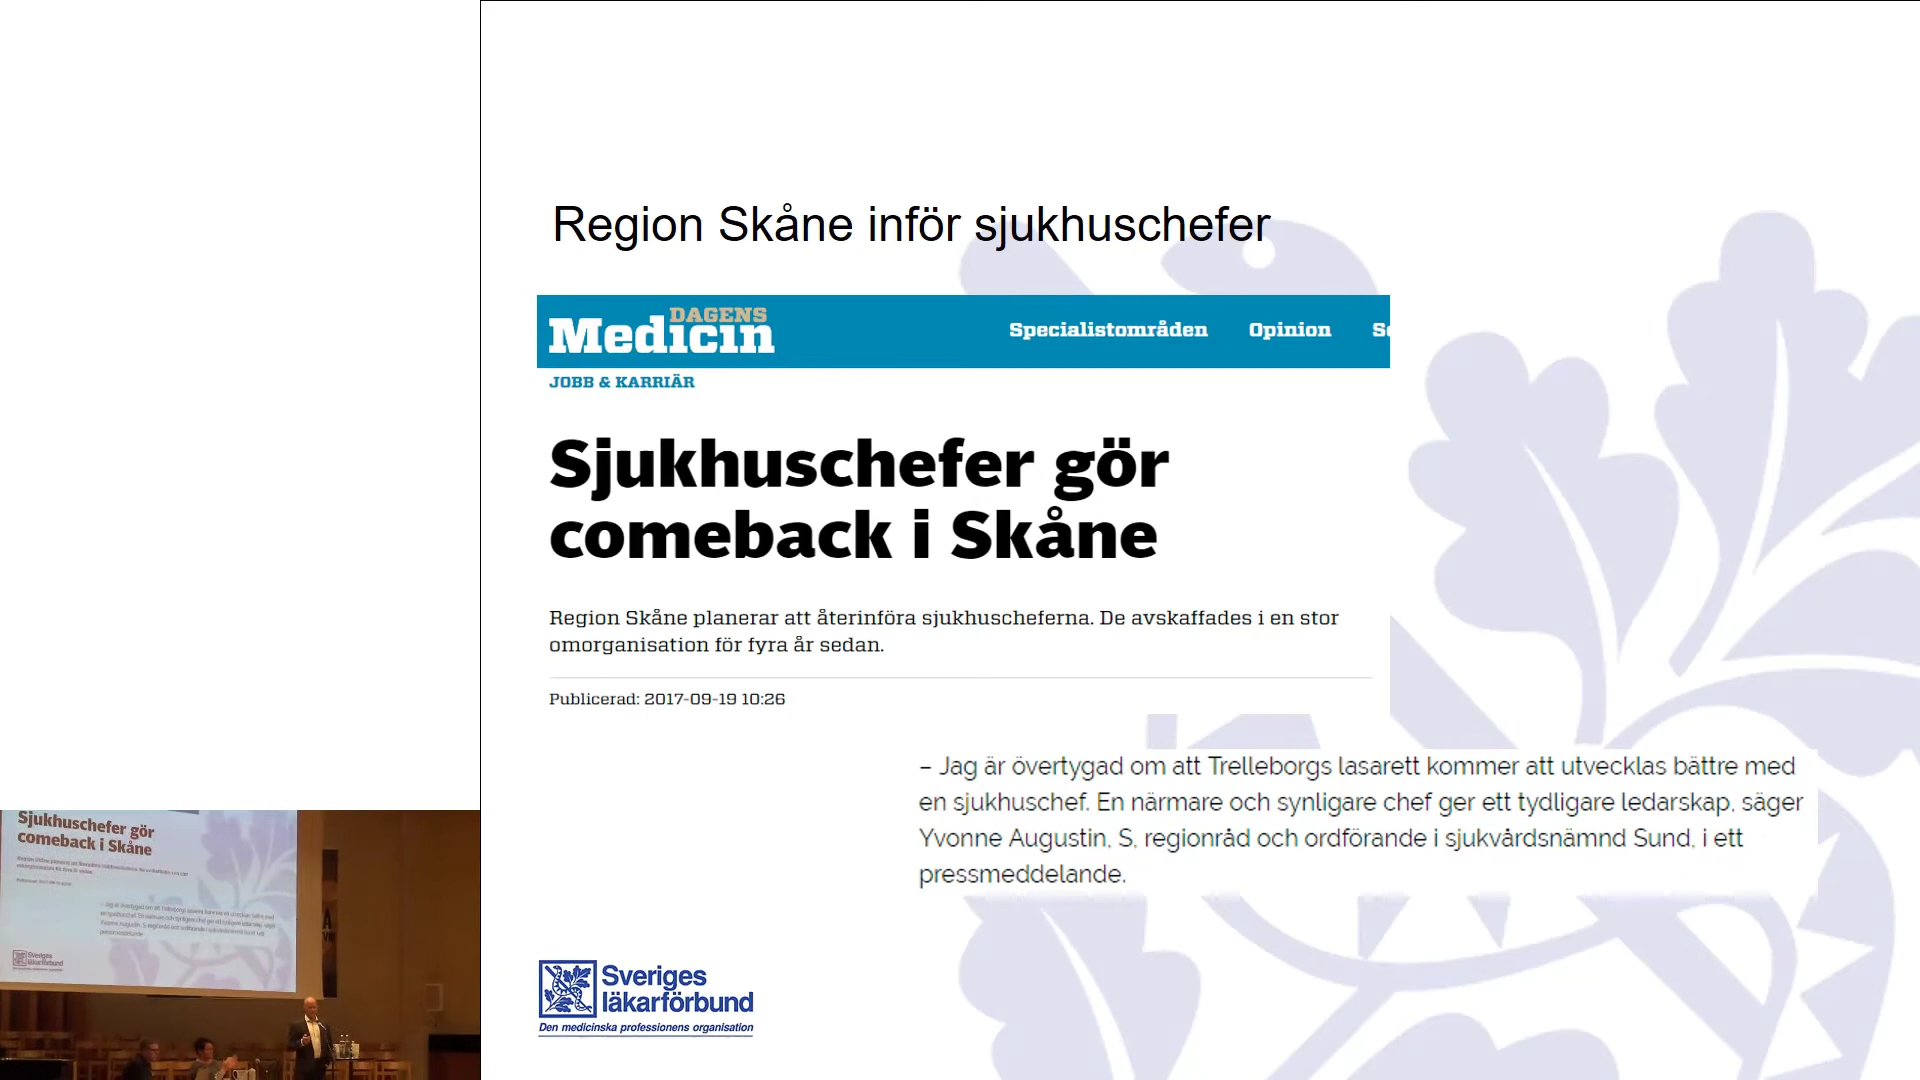 Region Skåne inför sjukhuschefer
DAGENS
Medicin
Specialistområden Opinion
JOBB & KARRIÄR
Sjukhuschefer gör
comeback i Skåne
Region Skåne planerar att återinföra sjukhuscheferna. De avskaffades i en stor
omorganisation för fyra år sedan.
Publicerad: 2017-09-19 10:26
– Jag är övertygad om att Trelleborgs lasarett kommer att utvecklas bättre med
en sjukhuschef. En närmare och synligare chef ger ett tydligare ledarskap, säger
Yvonne Augustin, S, regionråd och ordförande i sjukvårdsnämnd Sund, i ett
pressmeddelande.
Sveriges
läkarförbund
Den medicinska professionens organisation
Sjukhuschefer gör
comeback i Skåne
Sveriges
läkarförbund